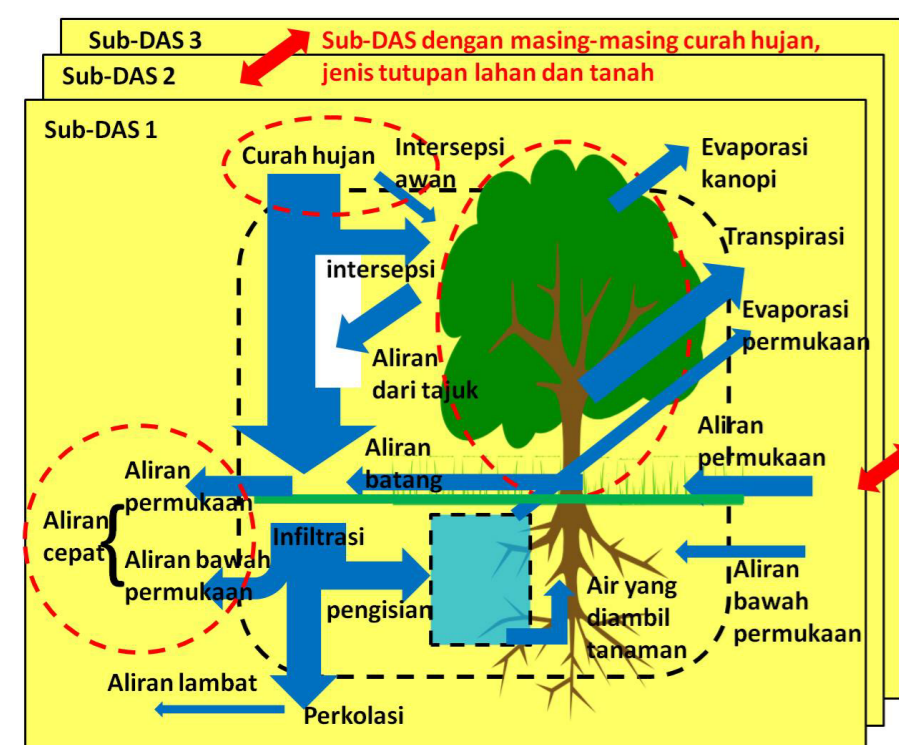 Sub-DAS 3
Sub-DAS dengan masing-masing curah hujan,
jenis tutupan lahan dan tanah
Sub-DAS 2
Sub-DAS 1
Curah hujan
Intersepsi
awan
Evaporasi
kanopi
Transpirasi
intersepsi
Evaporasi
permukaan
Aliran
dari tajuk
Aliran
permukaan
Aliran
batang
Aliran
permukaan
Aliran
cepat
{
Infiltrasi
Aliran bawah
permukaan
pengisian
Air yang
diambil
tanaman
Aliran
bawah
permukaan
Aliran lambat
Perkolasi